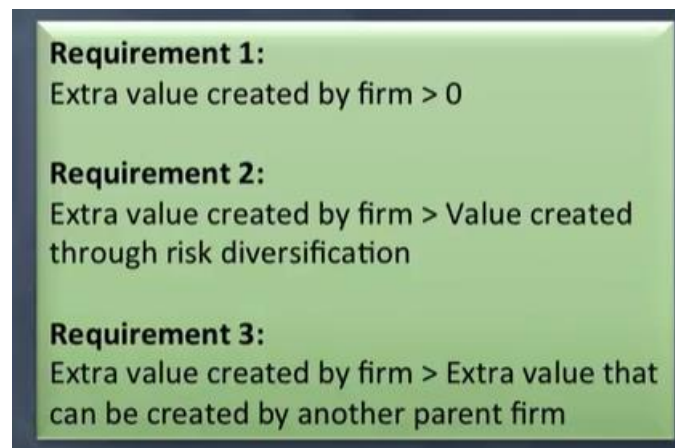 Requirement 1:
Extra value created by firm > 0
Requirement 2:
Extra value created by firm > Value created
through risk diversification
Requirement 3:
Extra value created by firm > Extra value that
can be created by another parent firm